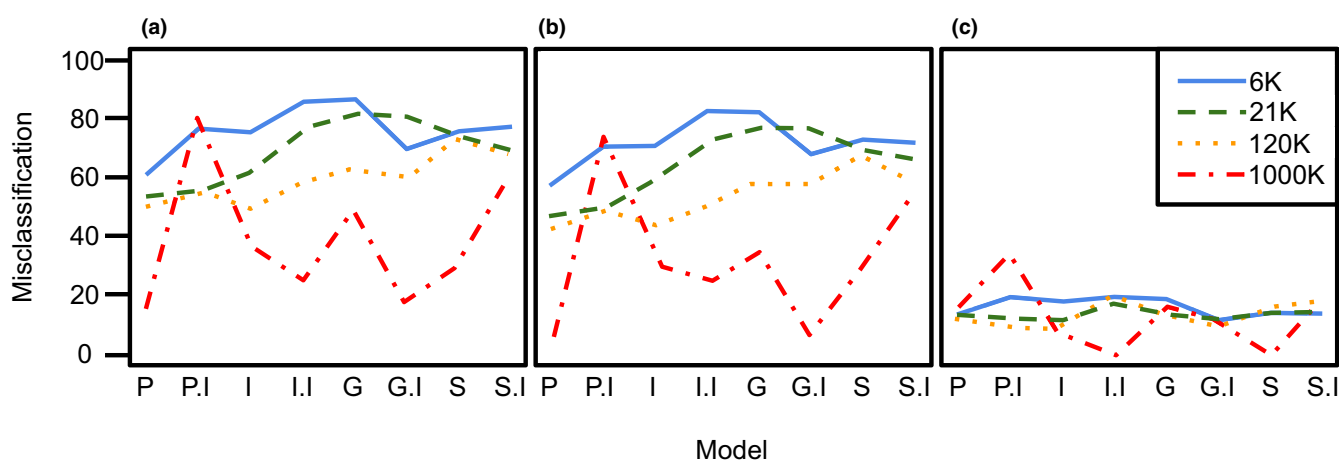 (a) (b) (c)
100
80
60
40
20
0
Misclassification
6K
21K
120K
1000K
P P.I I I.I G G.I S S.I
P P.I I I.I G G.I S S.I
P P.I I I.I G G.I S S.I
Model